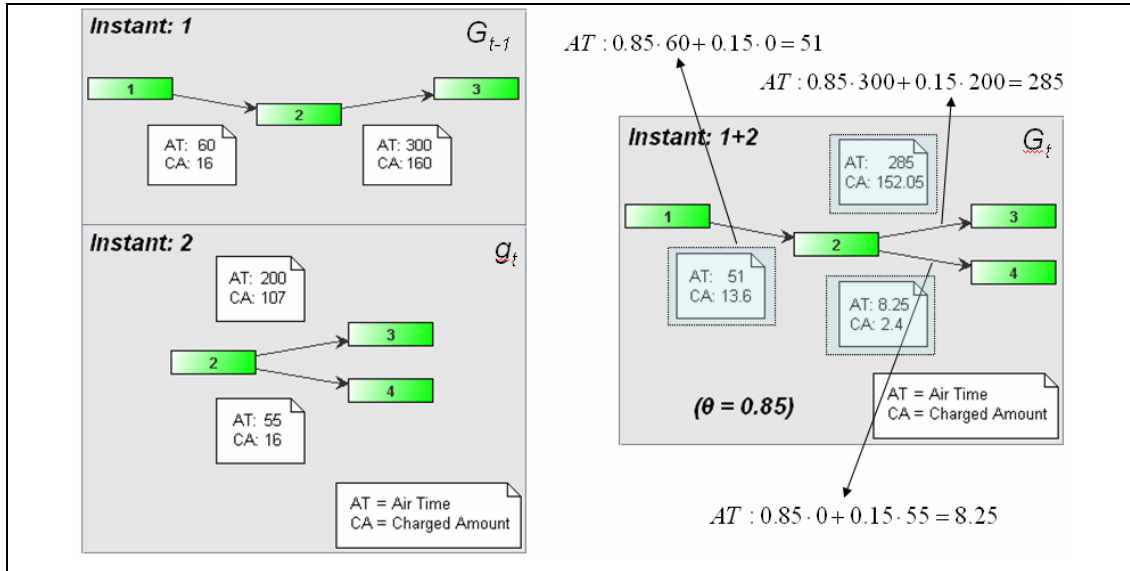 Instant: 1
G t-1
1
2
3
AT: 60
CA: 16
AT: 300
CA: 160
Instant: 2
g t
AT: 200
CA: 107
2
3
4
AT: 55
CA: 16
AT = Air Time
CA = Charged Amount
AT : 0.85· 60 + 0.15· 0 = 51
AT : 0.85· 300 + 0.15· 200 = 285
Instant: 1+2
G t
AT: 285
CA: 152.05
1
2
3
4
AT: 51
CA: 13.6
AT: 8.25
CA: 2.4
(θ = 0.85)
AT = Air Time
CA = Charged Amount
AT : 0.85· 0 + 0.15· 55 = 8.25